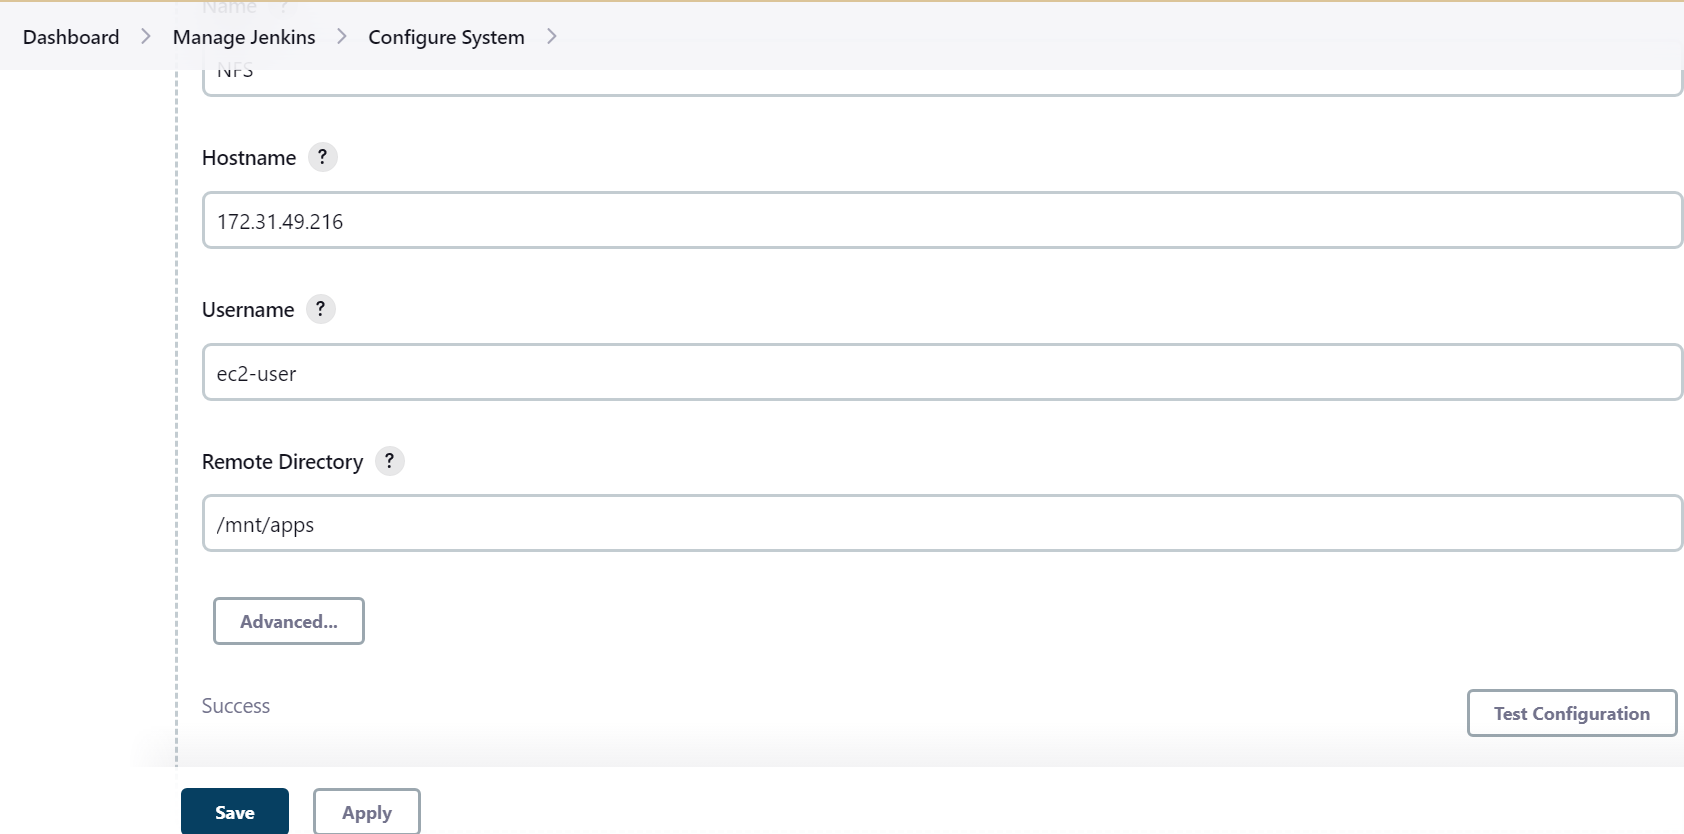 Name ?
Dashboard > Manage Jenkins > Configure System >
NFS
Hostname ?
172.31.49.216
Username ?
ec2-user
Remote Directory ?
/mnt/apps
Advanced...
Success
Test Configuration
Save
Apply